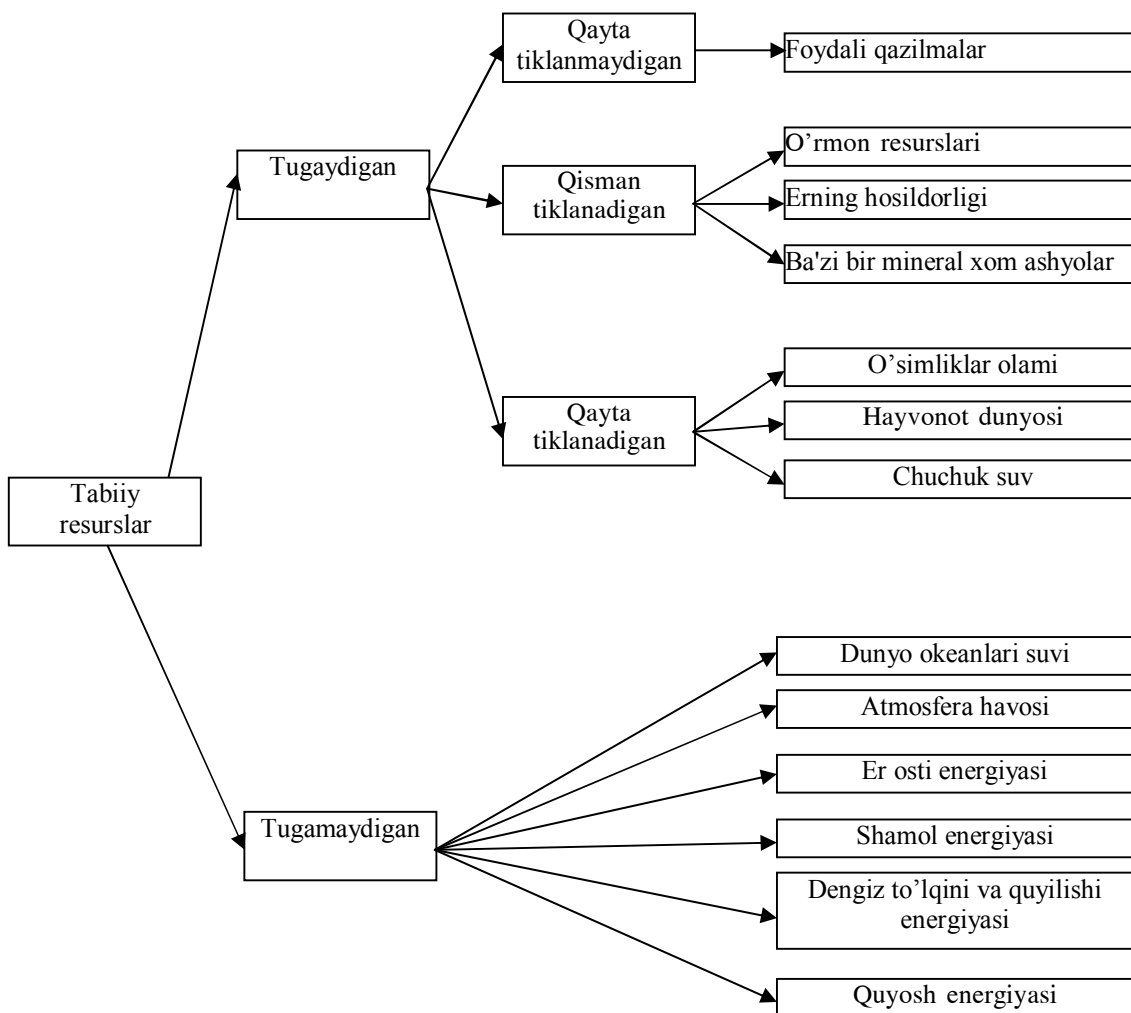 Qayta
tiklanmaydigan
Foydali qazilmalar
Tugaydigan
O’rmon resurslari
Qisman
tiklanadigan
Erning hosildorligi
Ba'zi bir mineral xom ashyolar
O’simliklar olami
Qayta
tiklanadigan
Hayvonot dunyosi
Chuchuk suv
Tabiiy
resurslar
Dunyo okeanlari suvi
Atmosfera havosi
Er osti energiyasi
Tugamaydigan
Shamol energiyasi
Dengiz to’lqini va quyilishi
energiyasi
Quyosh energiyasi